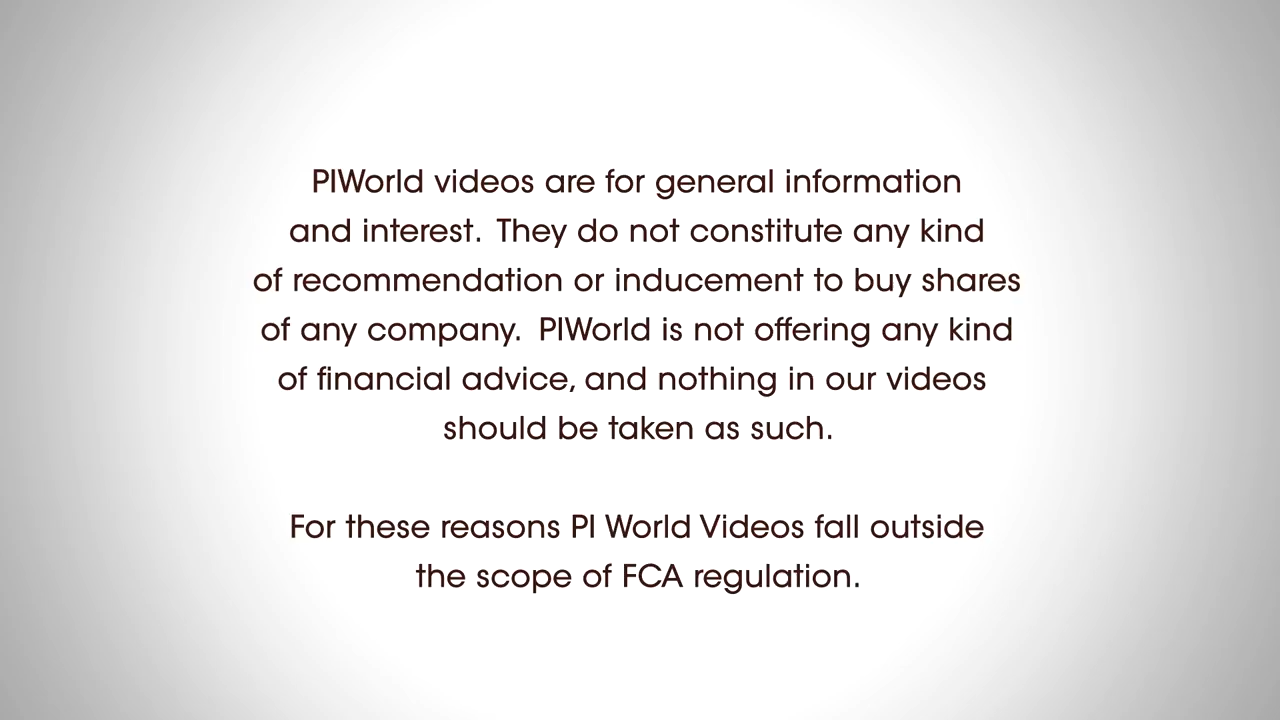 PIWorld videos are for general information
and interest. They do not constitute any kind
of recommendation or inducement to buy shares
of any company. PIWorld is not offering any kind
of financial advice, and nothing in our videos
should be taken as such.
For these reasons PI World Videos fall outside
the scope of FCA regulation.